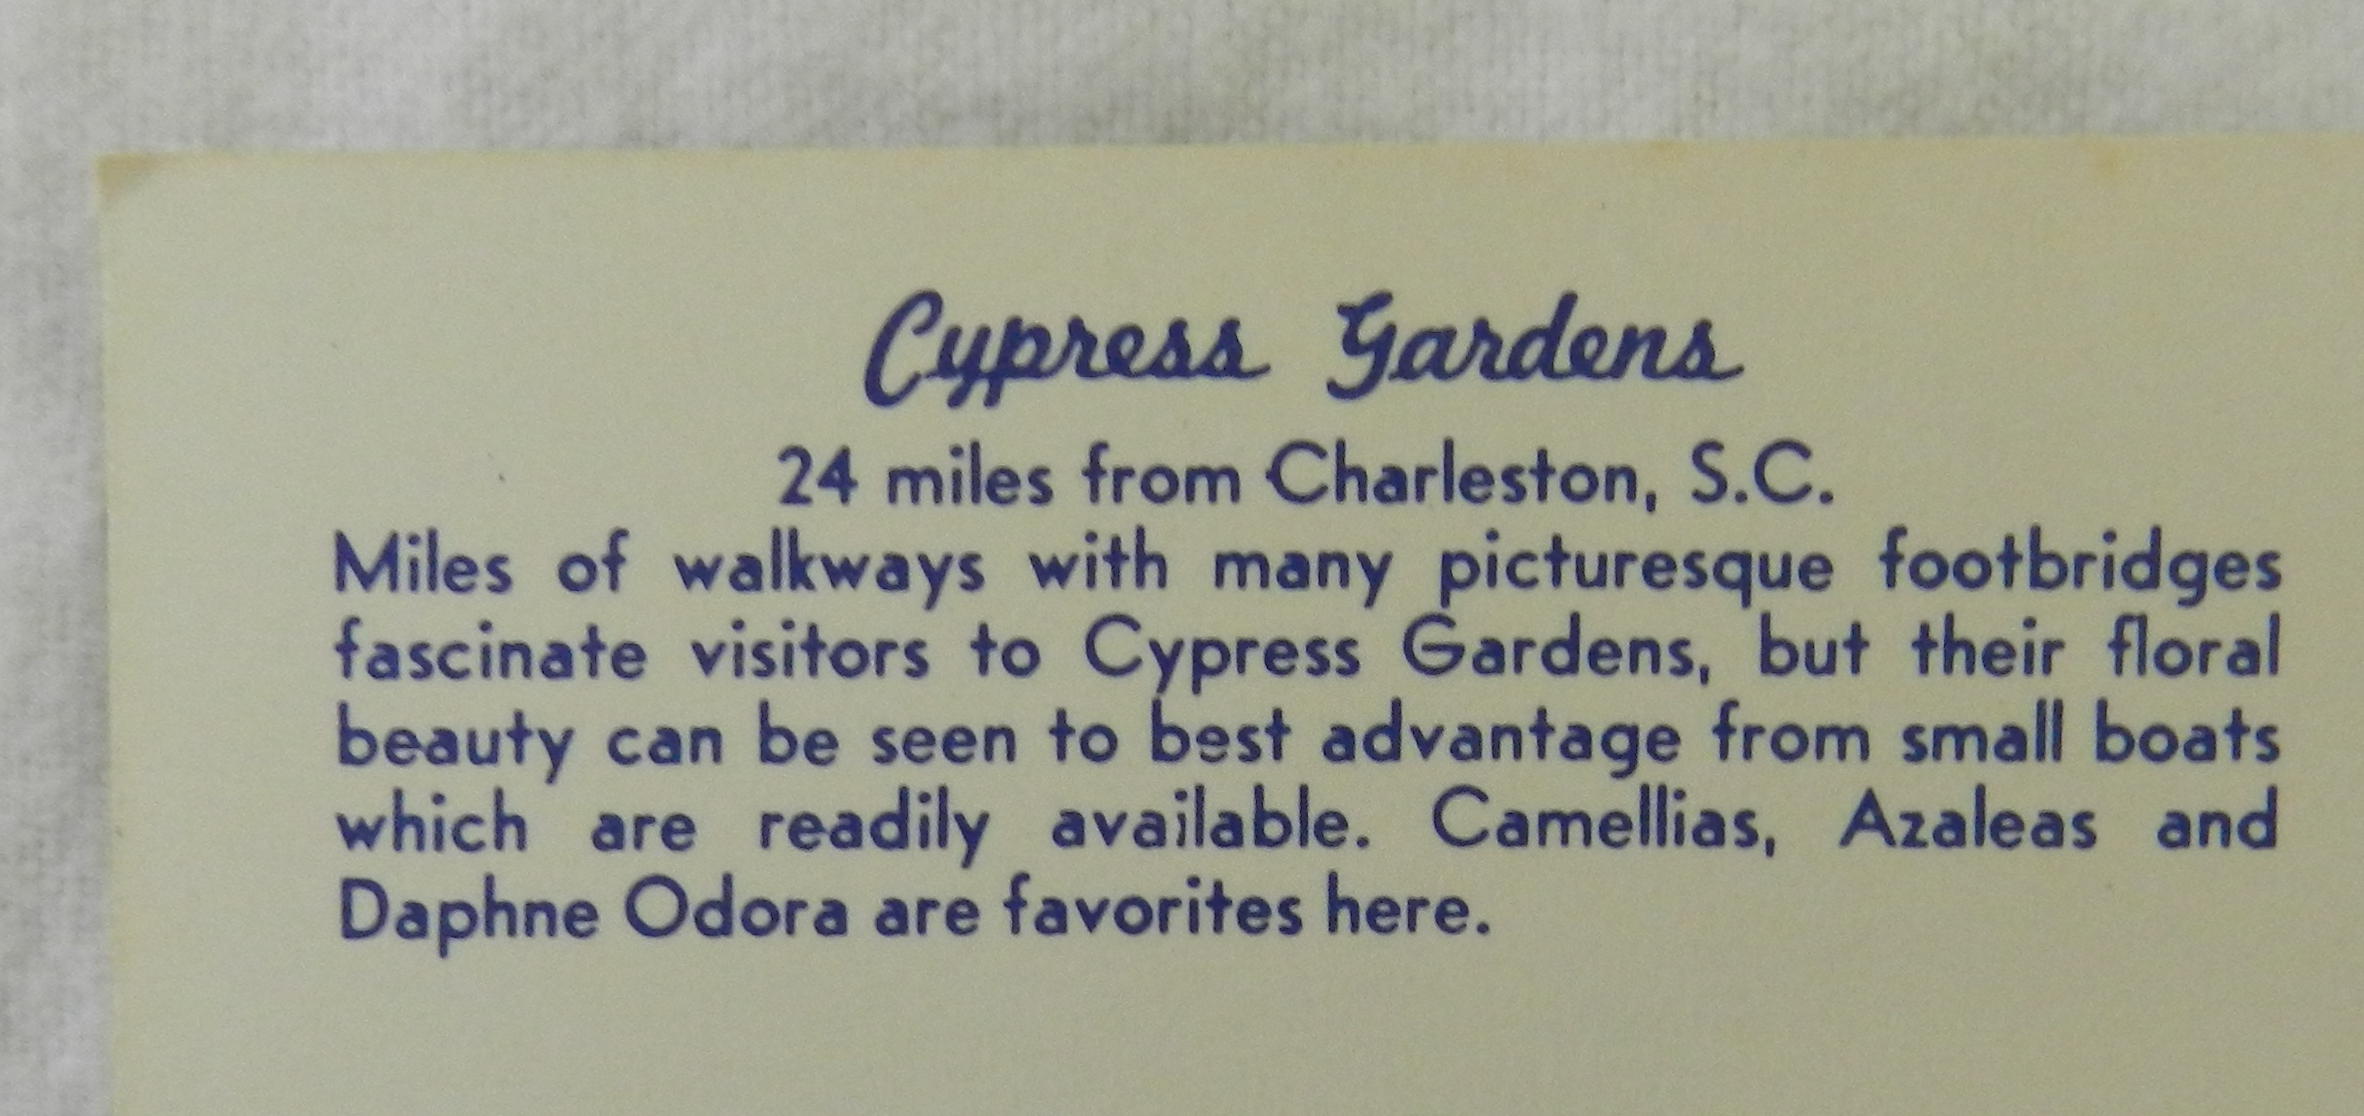 Cypress Gardens
24 miles from Charleston, S.C.
Miles of walkways with many picturesque footbridges
fascinate visitors to Cypress Gardens, but their floral
beauty can be seen to best advantage from small boats
which are readily available. Camellias, Azaleas and
Daphne Odora are favorites here.